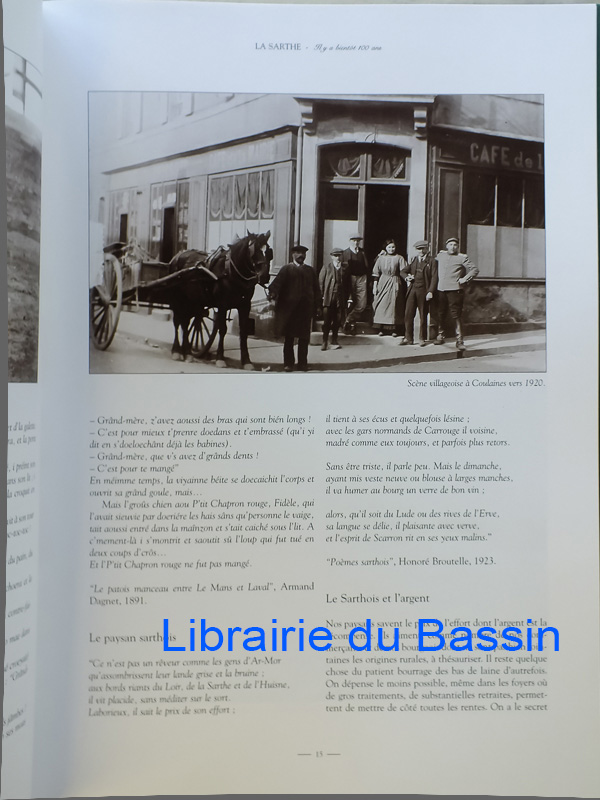 LA SARTHE - Il y a bientôt 100 ans
CAFE de l
Scène villageoise à Coulaines vers 1920.
– Grând-mère, z'avez aoussi des bras qui sont bién longs !
– C'est pour mieux t'prenre doedans et t'embrassé (qu'i yi
dit en s'doeloechânt déjà les babines).
– Grând-mère, que v's avez d'grânds dents !
– C'est pour té mangé"
En méïmme temps, la viyainne béïte se doecaichit l'corps et
ouvrit sa grând goule, mais…
Mais l'groûs chien aou P'tit Chapron rouge, Fidèle, qui
l'avait sieuvie par docrière les haïs sâns qu'personne le vaige,
tait aoussi entré dans la maïnzon et s'tait caiché sous l'lit. A
c'mement-là i s'montrit et saoutit sû l'loup qui fut tué en
deux coups d'crôs…
Et l'P'tit Chapron rouge ne fut pas mangé.
"Le patois manceau entre Le Mans et Laval", Armand
Dagnet, 1891.
Le paysan sarthois
"Ce n'est pas un rêveur comme les gens d'Ar-Mor
qu'assombrissent leur lande grise et la bruine ;
aux bords riants du Loir, de la Sarthe et de l'Huisne,
il vit placide, sans méditer sur le sort.
Laborieux, il sait le prix de son effort ;
il tient à ses écus et quelquefois lésine ;
avec les gars normands de Carrouge il voisine,
madré comme eux toujours, et parfois plus retors.
Sans être triste, il parle peu. Mais le dimanche,
ayant mis veste neuve ou blouse à larges manches,
il va humer au bourg un verre de bon vin ;
alors, qu'il soit du Lude ou des rives de l'Erve,
sa langue se délie, il plaisante avec verve,
et l'esprit de Scarron rit en ses yeux malins."
"Poèmes sarthois", Honoré Broutelle, 1923.
Le Sarthois et l'argent
Nos paysans savent le prix de l'effort dont l'argent est la
taines les origines rurales, à thésauriser. Il reste quelque
chose du patient bourrage des bas de laine d'autrefois.
On dépense le moins possible, même dans les foyers où
de gros traitements, de substantielles retraites, permet-
tent de mettre de côté toutes les rentes. On a le secret
— 15 —
Librairie du Bassin